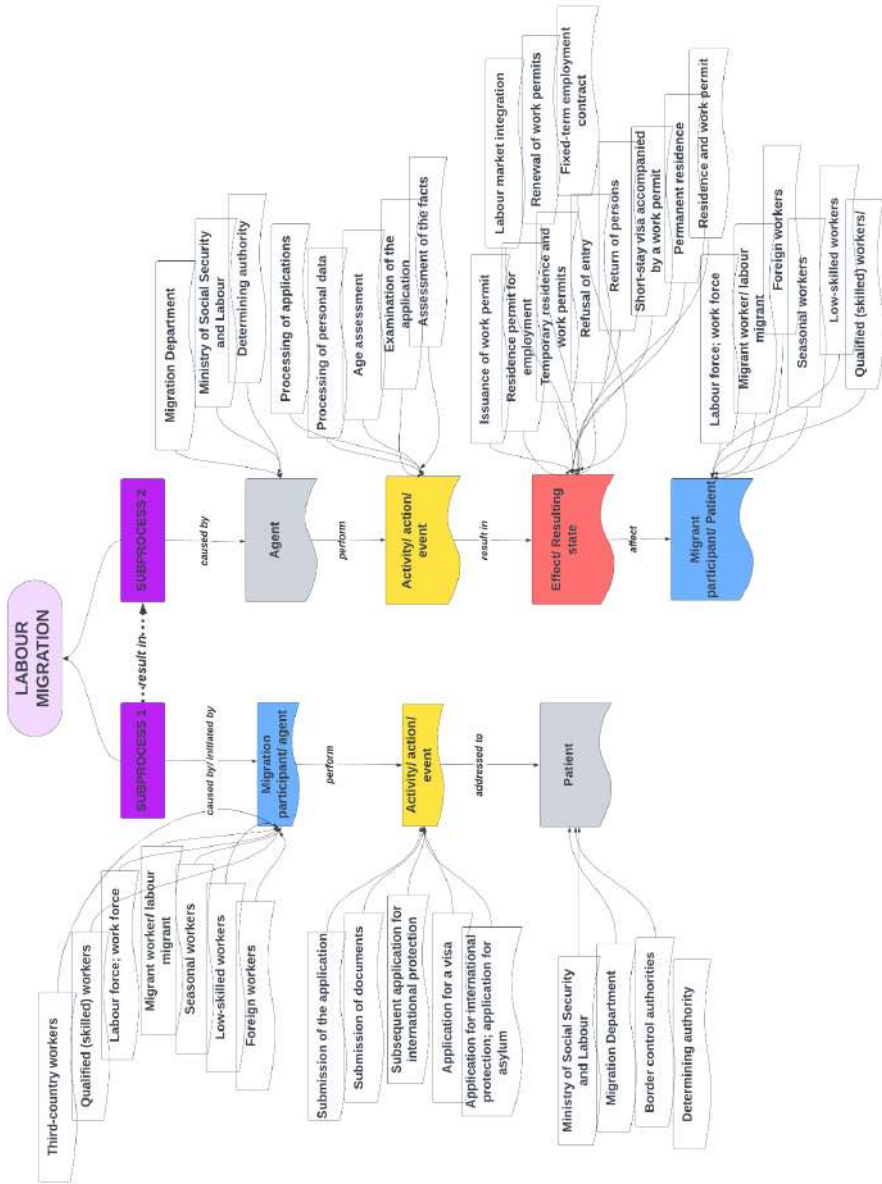 LABOUR
MIGRATION
SUBPROCESS 1
result in
SUBPROCESS 2
caused by/ initiated by
Migration
participant/ agent
perform
Activity/ action/
event
addressed to
Patient
Third-country workers
Qualified (skilled) workers
Labour force; work force
Migrant worker/ labour
migrant
Seasonal workers
Low-skilled workers
Foreign workers
Submission of the application
Submission of documents
Subsequent application for
international protection
Application for a visa
Application for international
protection; application for
asylum
Ministry of Social Security
and Labour
Migration Department
Border control authorities
Determining authority
caused by
Agent
perform
Activity/ action/
event
result in
Effect/ Resulting
state
affect
Migrant
participant/ Patient
Migration Department
Ministry of Social Security
and Labour
Determining authority
Processing of applications
Processing of personal data
Age assessment
Examination of the
application
Assessment of the facts
Issuance of work permit
Labour market integration
Residence permit for
employment
Renewal of work permits
Temporary residence and
work permits
Fixed-term employment
contract
Refusal of entry
Return of persons
Short-stay visa accompanied
by a work permit
Permanent residence
Residence and work permit
Labour force; work force
Migrant worker/ labour
migrant
Foreign workers
Seasonal workers
Low-skilled workers
Qualified (skilled) workers/